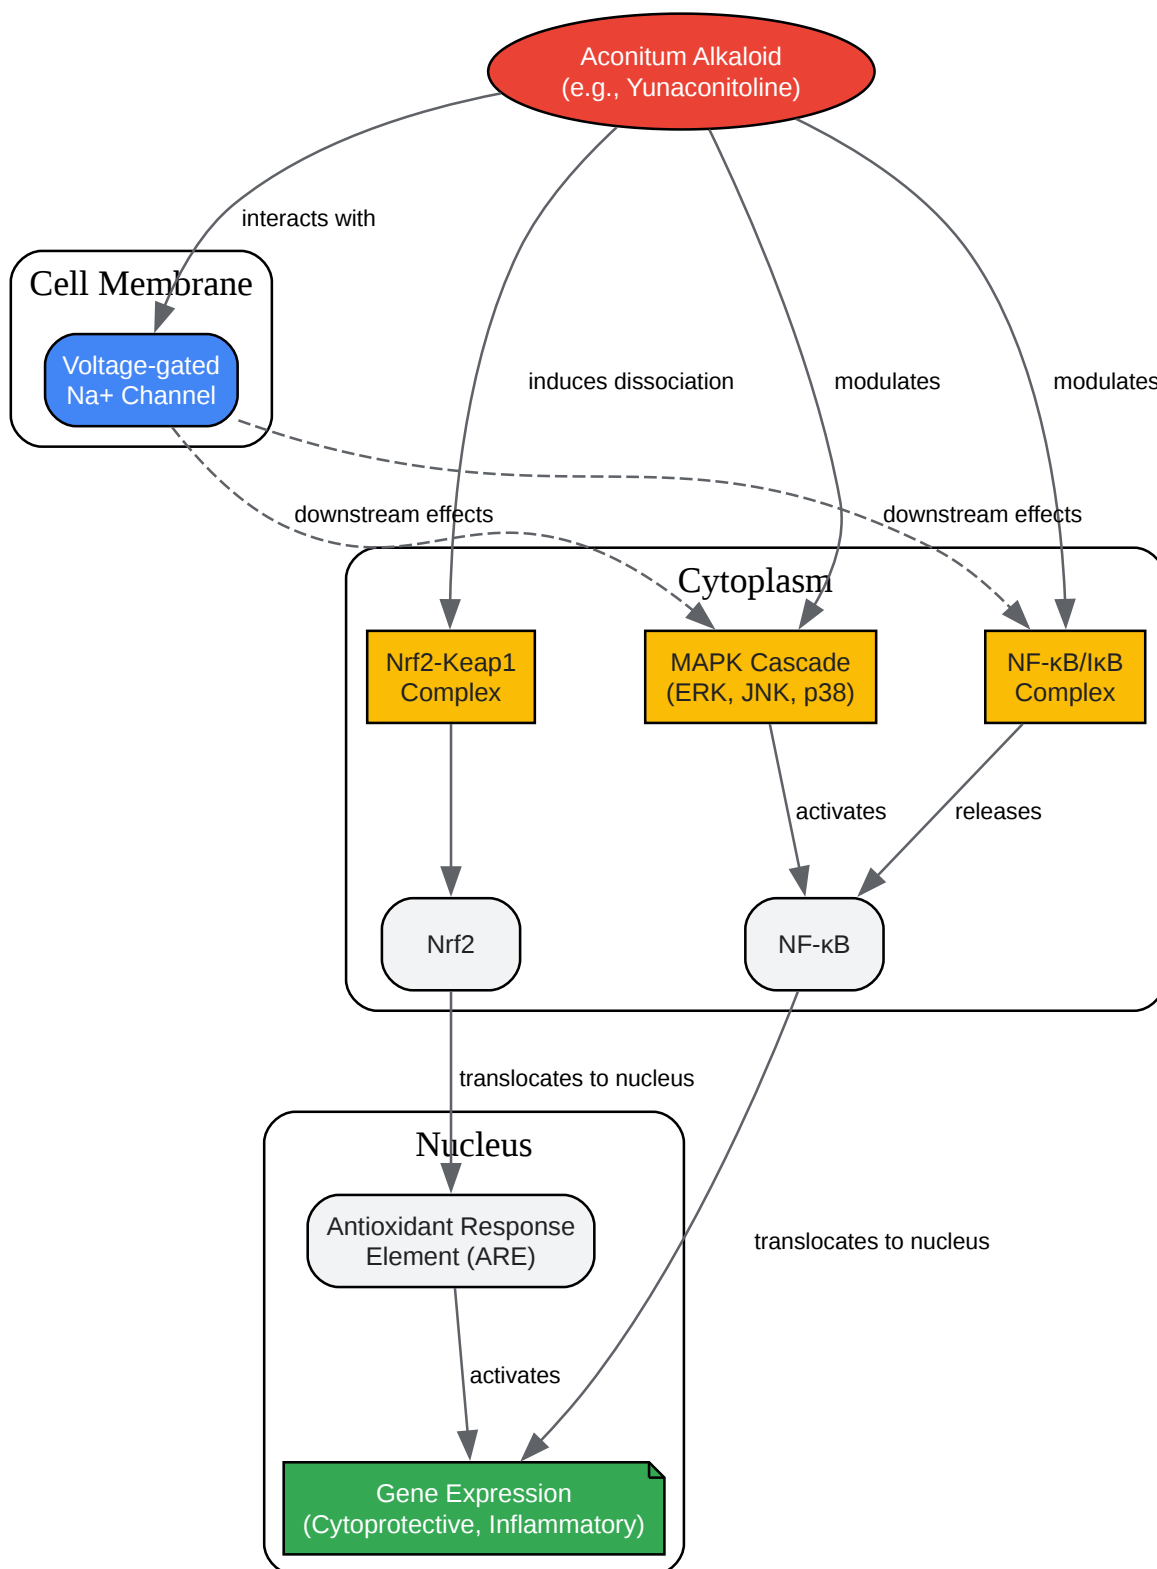 Aconitum Alkaloid
(e.g., Yunaconitoline)
interacts with
Cell Membrane
Voltage-gated
Na+ Channel
induces dissociation
modulates
modulates
downstream effects
downstream effects
Cytoplasm
Nrf2-Keap1
Complex
MAPK Cascade
(ERK, JNK, p38)
NF-κB/IκB
Complex
activates
releases
Nrf2
NF-κB
translocates to nucleus
Nucleus
Antioxidant Response
Element (ARE)
translocates to nucleus
activates
Gene Expression
(Cytoprotective, Inflammatory)